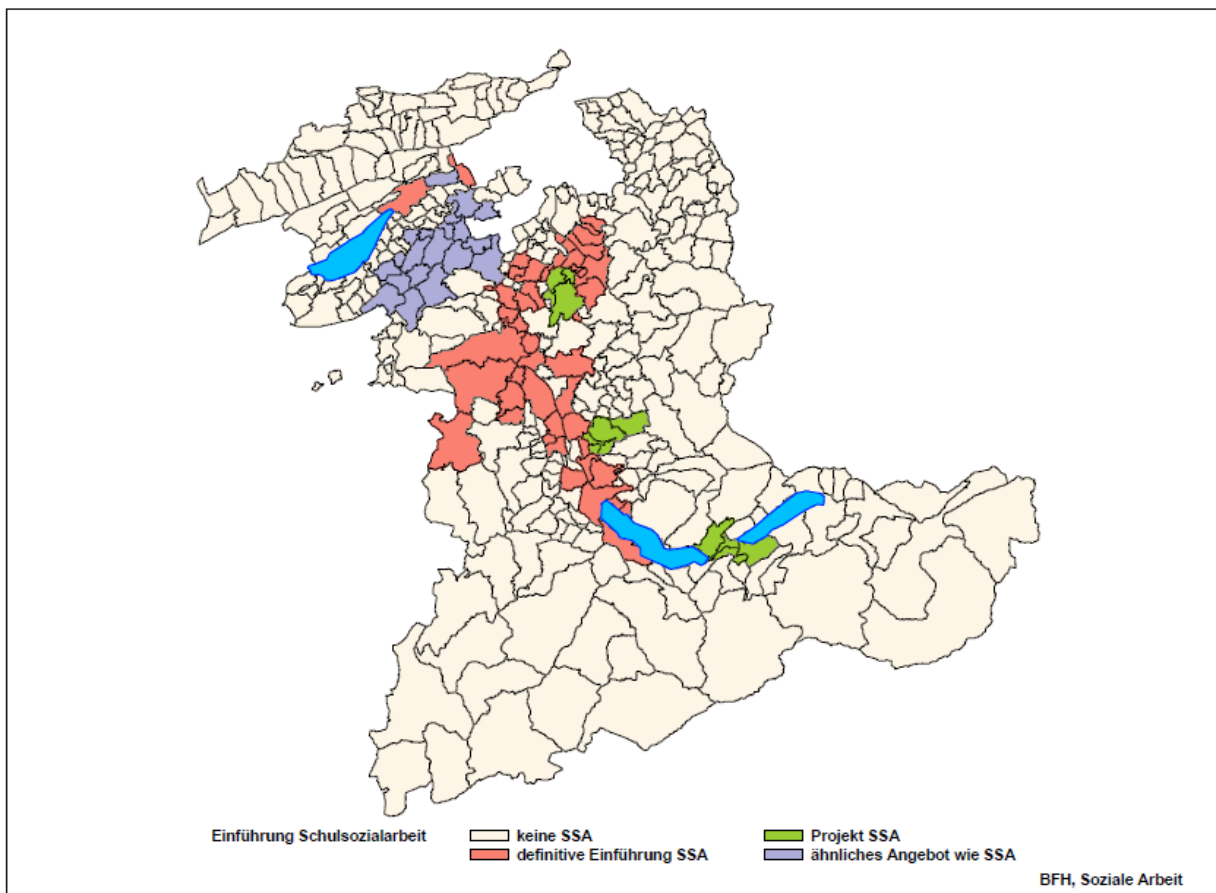 Einführung Schulsozialarbeit
keine SSA
definitive Einführung SSA
Projekt SSA
ähnliches Angebot wie SSA
BFH, Soziale Arbeit